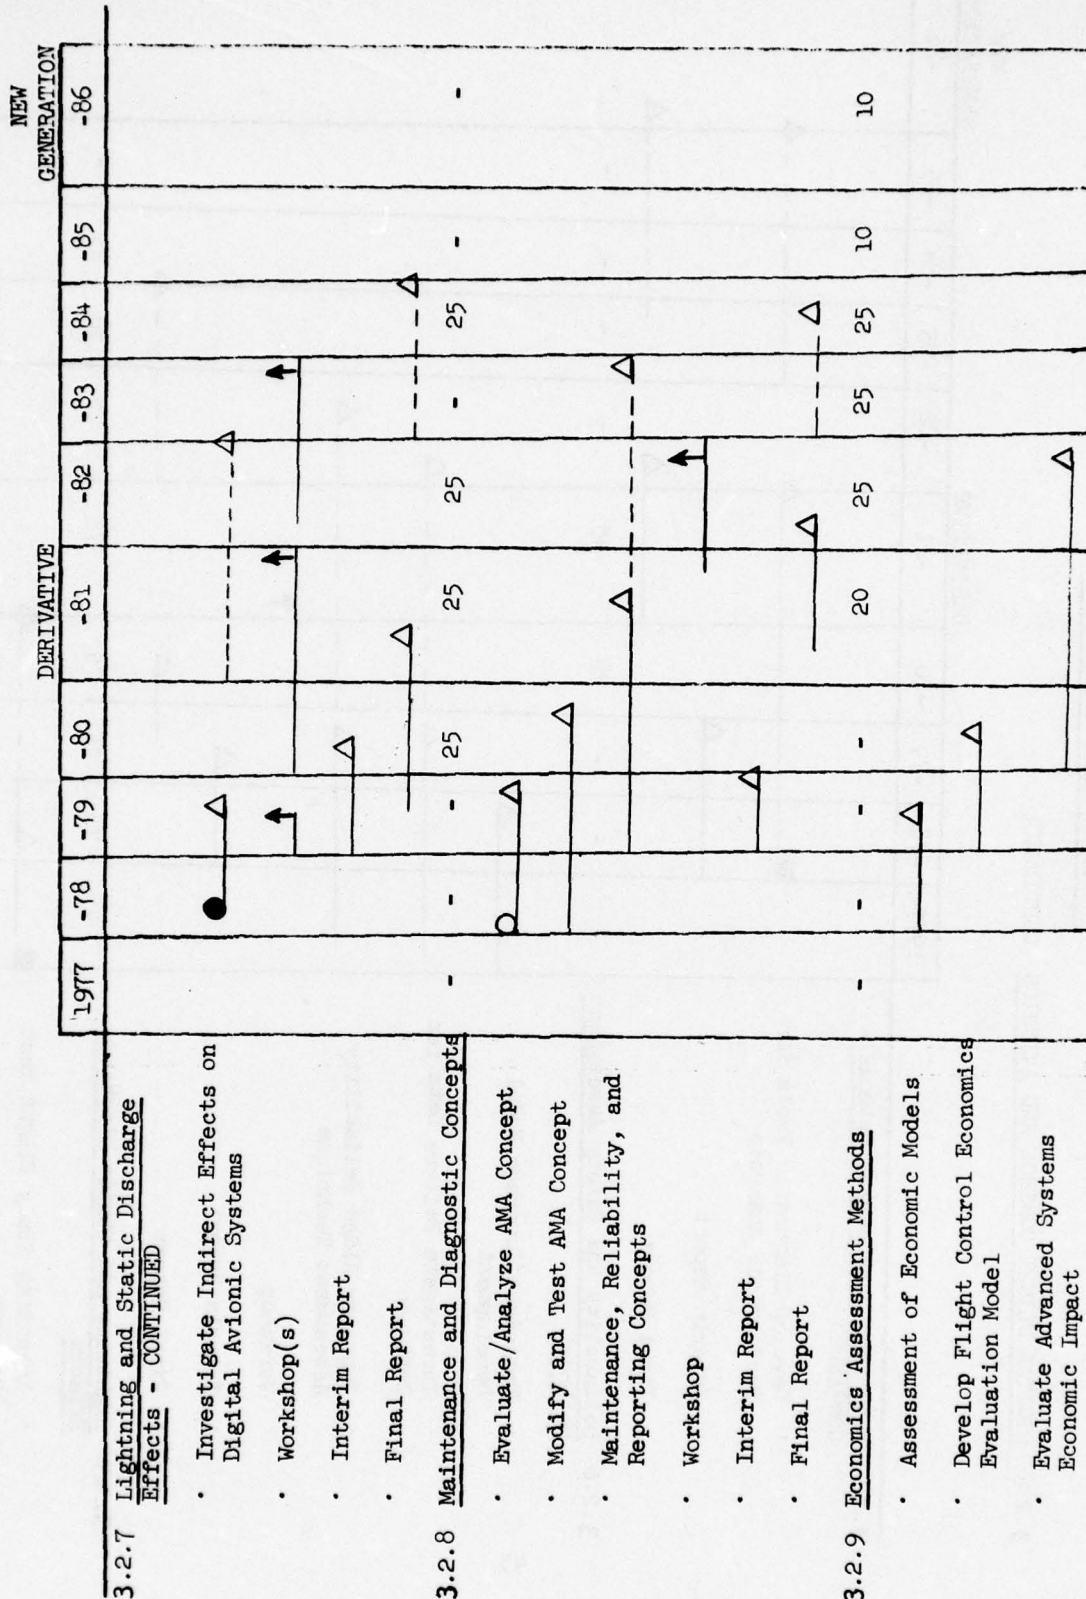 NEW
DERIVATIVE GENERATION
1977 -78 -79 -80 -81 -82 -83 -84 -85 -86
3.2.7 Lightning and Static Discharge
Effects - CONTINUED
· Investigate Indirect Effects on
Digital Avionic Systems
· Workshop(s)
· Interim Report
· Final Report
3.2.8 Maintenance and Diagnostic Concepts - - - 25 25 25 - 25 - -
· Evaluate/Analyze AMA Concept
· Modify and Test AMA Concept
· Maintenance, Reliability, and
Reporting Concepts
· Workshop
· Interim Report
· Final Report
3.2.9 Economics Assessment Methods - - - - 20 25 25 25 10 10
· Assessment of Economic Models
· Develop Flight Control Economics
Evaluation Model
· Evaluate Advanced Systems
Economic Impact